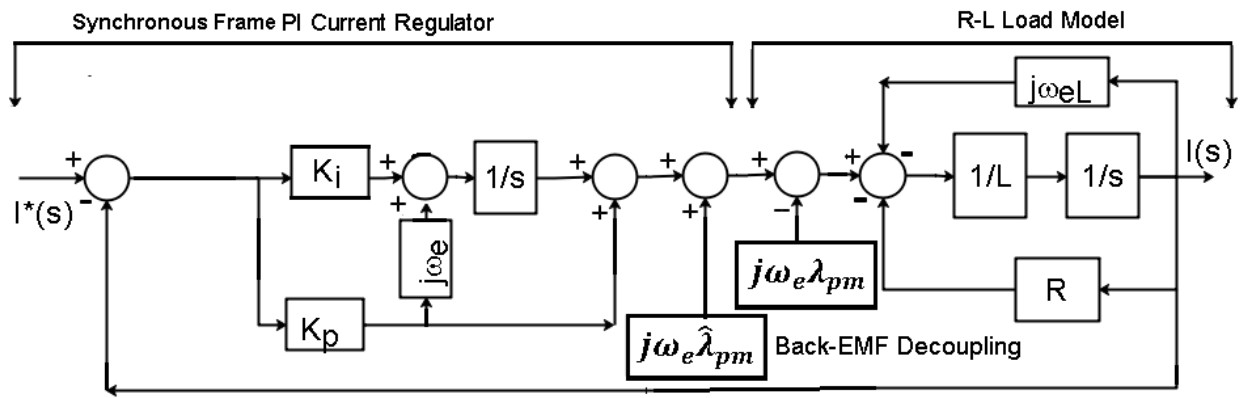 Synchronous Frame PI Current Regulator
R-L Load Model
jωeL
+
I*(s)
-
Ki
+
-
+
jωe
1/s
Kp
+
+
+
+
jωeλ̂pm
Back-EMF Decoupling
+
–
jωeλpm
+
-
-
1/L
1/s
R
I(s)